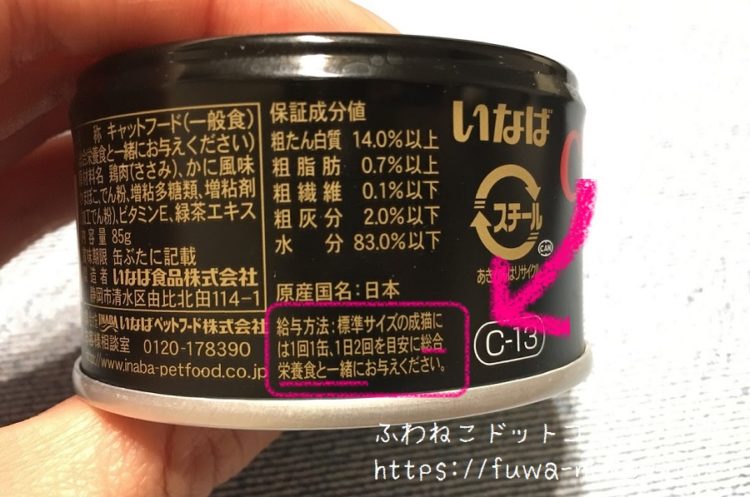 称 キャットフード(一般食)
栄養食と一緒にお与えください)
材料名 鶏肉(ささみ)、かに風味
かまぼこ、でん粉、増粘多糖類、増粘剤
(加工でん粉)、ビタミンE、緑茶エキス
容量 85g
賞味期限 缶ぶたに記載
製造者 いなば食品株式会社
静岡市清水区由比北田114-1
INABA いなばペットフード株式会社
客様相談室 0120-178390
www.inaba-petfood.co.jp
保証成分値
粗たん白質 14.0%以上
粗脂肪 0.7%以上
粗繊維 0.1%以下
粗灰分 2.0%以下
水分 83.0%以下
原産国名:日本
給与方法:標準サイズの成猫に
は1回1缶、1日2回を目安に総合
栄養食と一緒にお与えください。
いなば
スチール
CAN
あき はリサイクル
C-13
ふわねこドットコ
https://fuwa-n